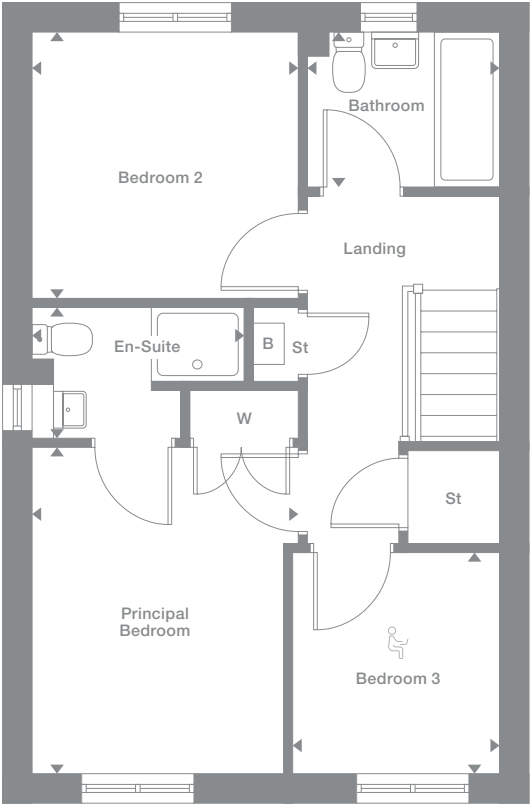 Bathroom
Bedroom 2
Landing
En-Suite
B
St
W
St
Principal
Bedroom
Bedroom 3